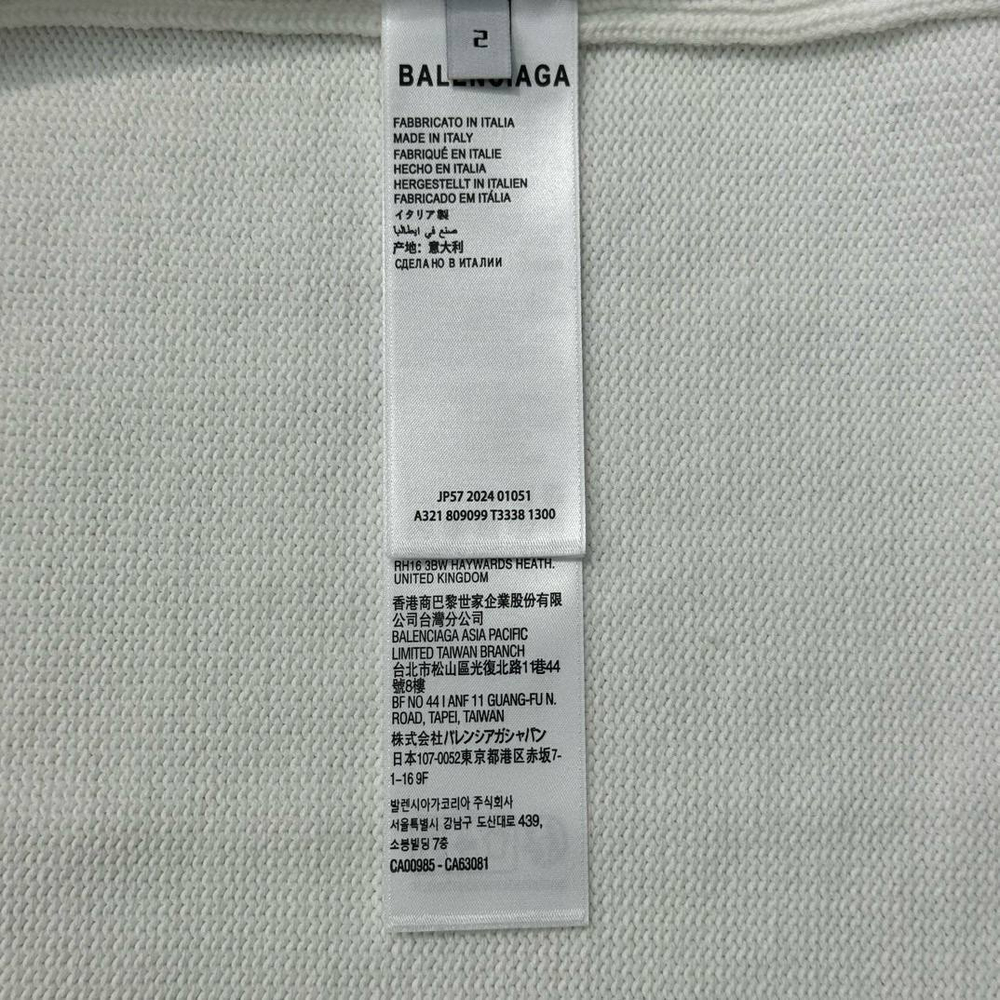 2
BALENCIAGA
FABBRICATO IN ITALIA
MADE IN ITALY
FABRIQUÉ EN ITALIE
HECHO EN ITALIA
HERGESTELLT IN ITALIEN
FABRICADO EM ITÁLIA
イタリア製
صنع في ايطاليا
产地：意大利
СДЕЛАНО В ИТАЛИИ
JP57 2024 01051
A321 809099 T3338 1300
RH16 3BW HAYWARDS HEATH.
UNITED KINGDOM
香港商巴黎世家企業股份有限
公司台灣分公司
BALENCIAGA ASIA PACIFIC
LIMITED TAIWAN BRANCH
台北市松山區光復北路11巷44
號8樓
BF NO 44 I ANF 11 GUANG-FU N.
ROAD, TAPEI, TAIWAN
株式会社バレンシアガジャパン
日本107-0052東京都港区赤坂7-
1-16 9F
발렌시아가코리아 주식회사
서울특별시 강남구 도산대로 439,
소봉빌딩 7층
CA00985 - CA63081